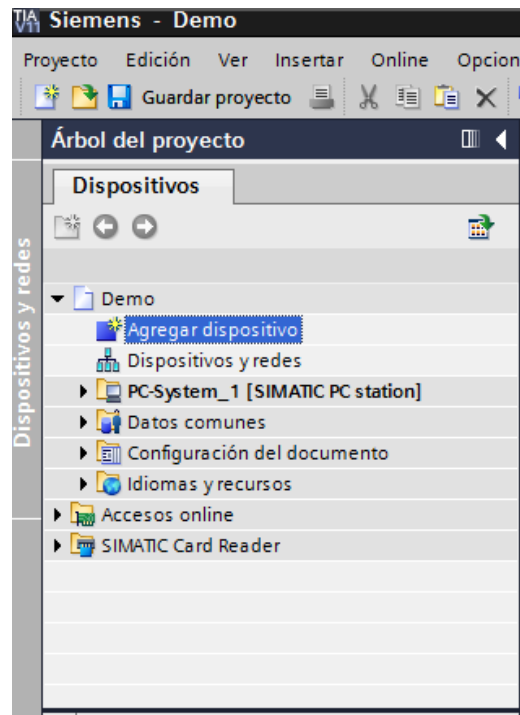 TIA V11 Siemens - Demo
Proyecto Edición Ver Insertar Online Opcion
Guardar proyecto
Árbol del proyecto
Dispositivos
Dispositivos y redes
Demo
Agregar dispositivo
Dispositivos y redes
PC-System_1 [SIMATIC PC station]
Datos comunes
Configuración del documento
Idiomas y recursos
Accesos online
SIMATIC Card Reader